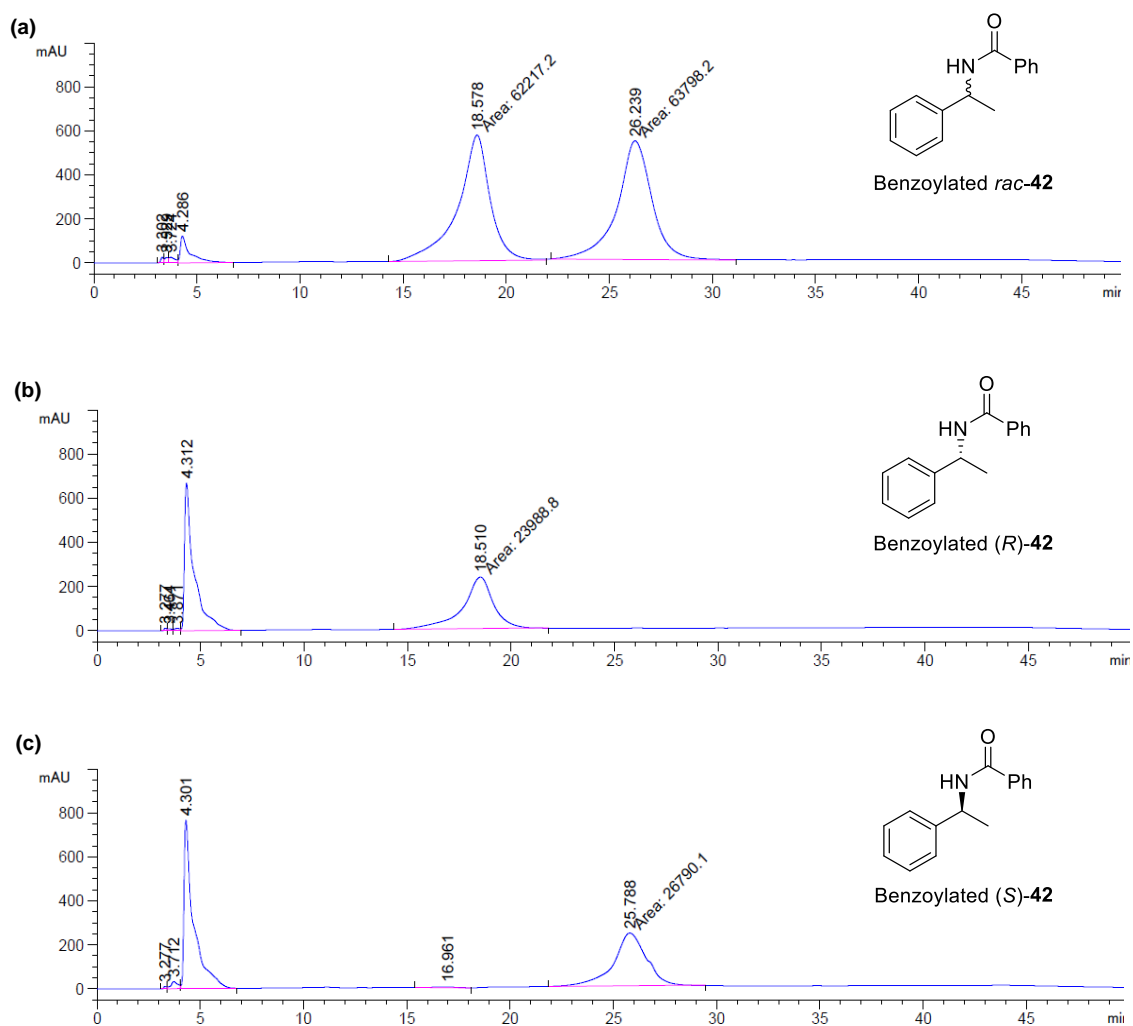 (a)
mAU
800
600
400
200
0
4.286
18.578
Area: 62217.2
26.239
Area: 63798.2
0 5 10 15 20 25 30 35 40 45 min
O
HN Ph
Benzoylated rac-42
(b)
mAU
800
600
400
200
0
3.277
3.871
4.312
18.510
Area: 23988.8
0 5 10 15 20 25 30 35 40 45 min
O
HN Ph
Benzoylated (R)-42
(c)
mAU
800
600
400
200
0
3.277
3.712
4.301
16.961
25.788
Area: 26790.1
0 5 10 15 20 25 30 35 40 45 min
O
HN Ph
Benzoylated (S)-42